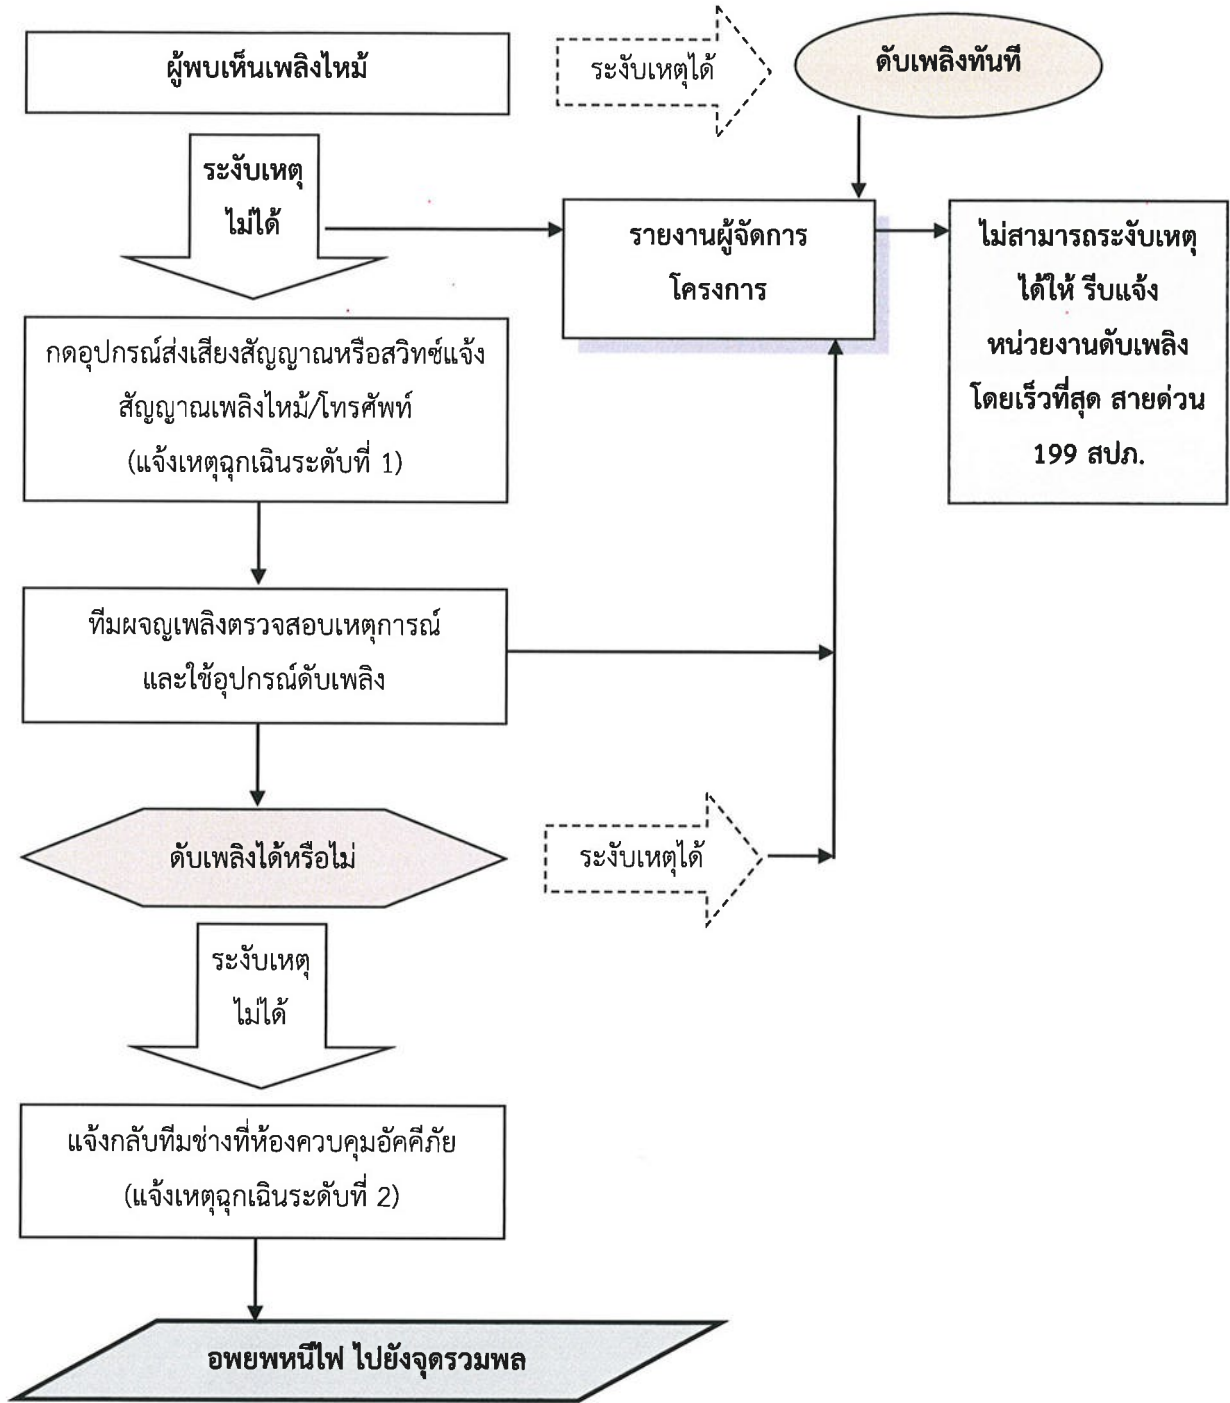 ผู้พบเห็นเพลิงไหม้
ระงับเหตุได้
ดับเพลิงทันที
ระงับเหตุ
ไม่ได้
รายงานผู้จัดการ
โครงการ
ไม่สามารถระงับเหตุ
ได้ให้ รีบแจ้ง
หน่วยงานดับเพลิง
โดยเร็วที่สุด สายด่วน
199 สปภ.
กดอุปกรณ์ส่งเสียงสัญญาณหรือสวิทซ์แจ้ง
สัญญาณเพลิงไหม้/โทรศัพท์
(แจ้งเหตุฉุกเฉินระดับที่ 1)
ทีมผจญเพลิงตรวจสอบเหตุการณ์
และใช้อุปกรณ์ดับเพลิง
ดับเพลิงได้หรือไม่
ระงับเหตุได้
ระงับเหตุ
ไม่ได้
แจ้งกลับทีมช่างที่ห้องควบคุมอัคคีภัย
(แจ้งเหตุฉุกเฉินระดับที่ 2)
อพยพหนีไฟ ไปยังจุดรวมพล